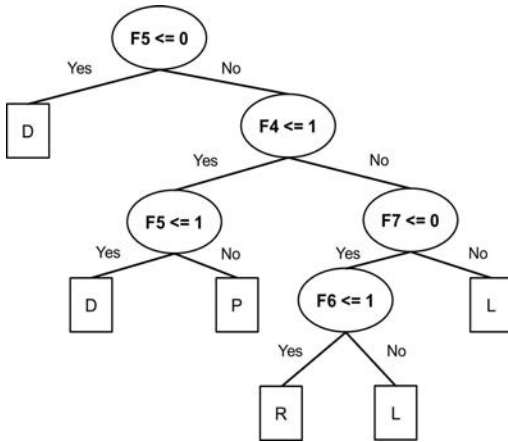 F5 <= 0
Yes
No
D
F4 <= 1
Yes
No
F5 <= 1
F7 <= 0
Yes
No
Yes
No
D
P
F6 <= 1
L
Yes
No
R
L